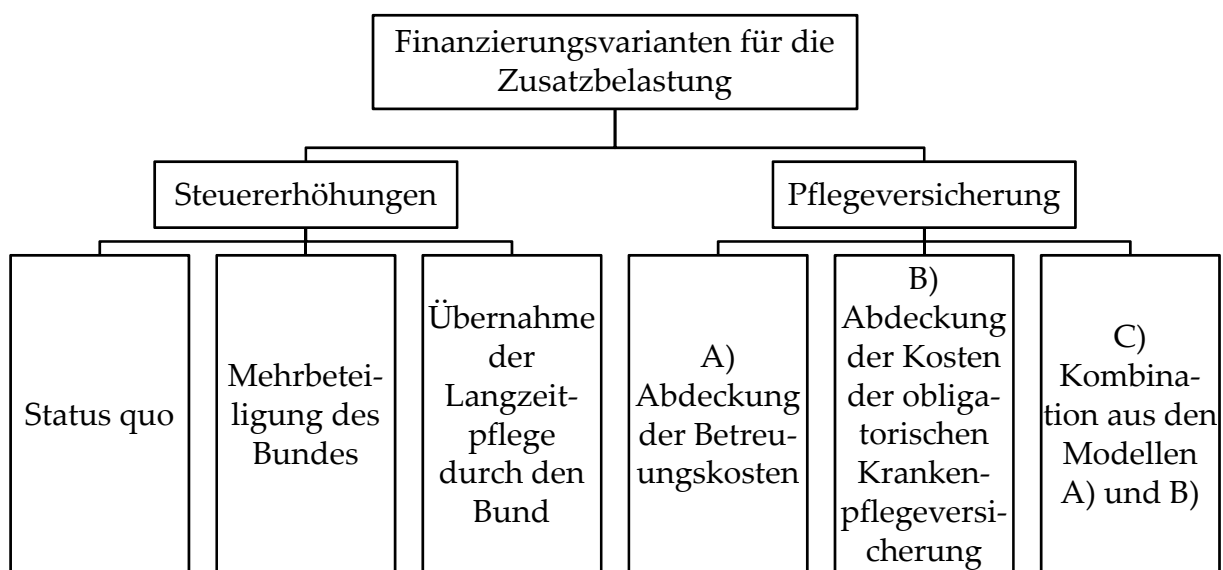 Finanzierungsvarianten für die
Zusatzbelastung
Steuererhöhungen
Pflegeversicherung
Status quo
Mehrbetei-
ligung des
Bundes
Übernahme
der
Langzeit-
pflege
durch den
Bund
A)
Abdeckung
der Betreu-
ungskosten
B)
Abdeckung
der Kosten
der obliga-
torischen
Kranken-
pflegeversi-
cherung
C)
Kombina-
tion aus den
Modellen
A) und B)